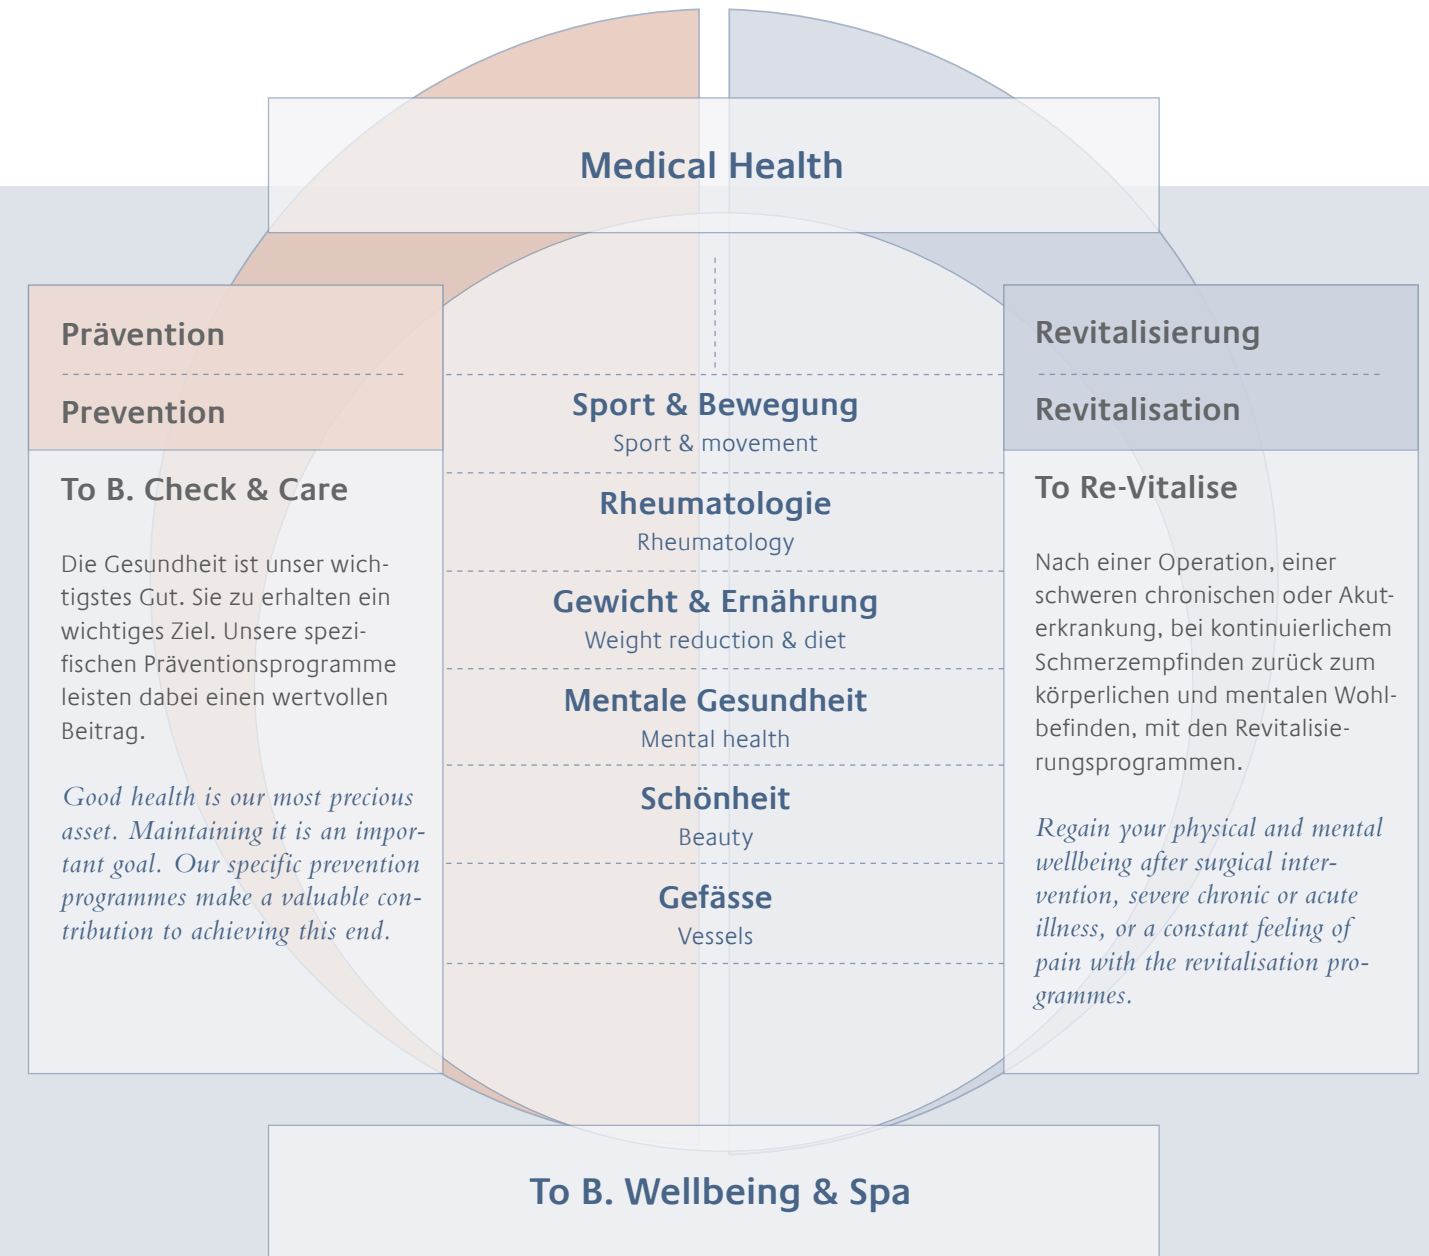 Medical Health
Prävention
Prevention
To B. Check & Care
Die Gesundheit ist unser wich-
tigstes Gut. Sie zu erhalten ein
wichtiges Ziel. Unsere spezi-
fischen Präventionsprogramme
leisten dabei einen wertvollen
Beitrag.
Good health is our most precious
asset. Maintaining it is an impor-
tant goal. Our specific prevention
programmes make a valuable con-
tribution to achieving this end.
Sport & Bewegung
Sport & movement
Rheumatologie
Rheumatology
Gewicht & Ernährung
Weight reduction & diet
Mentale Gesundheit
Mental health
Schönheit
Beauty
Gefässe
Vessels
Revitalisierung
Revitalisation
To Re-Vitalise
Nach einer Operation, einer
schweren chronischen oder Akut-
erkrankung, bei kontinuierlichem
Schmerzempfinden zurück zum
körperlichen und mentalen Wohl-
befinden, mit den Revitalisie-
rungsprogrammen.
Regain your physical and mental
wellbeing after surgical inter-
vention, severe chronic or acute
illness, or a constant feeling of
pain with the revitalisation pro-
grammes.
To B. Wellbeing & Spa